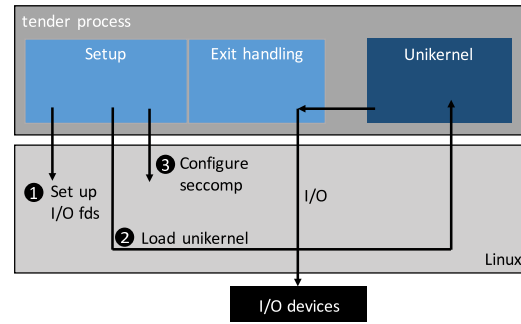 tender process
Setup
Exit handling
Unikernel
3 Configure
seccomp
1 Set up
I/O fds
I/O
2 Load unikernel
Linux
I/O devices